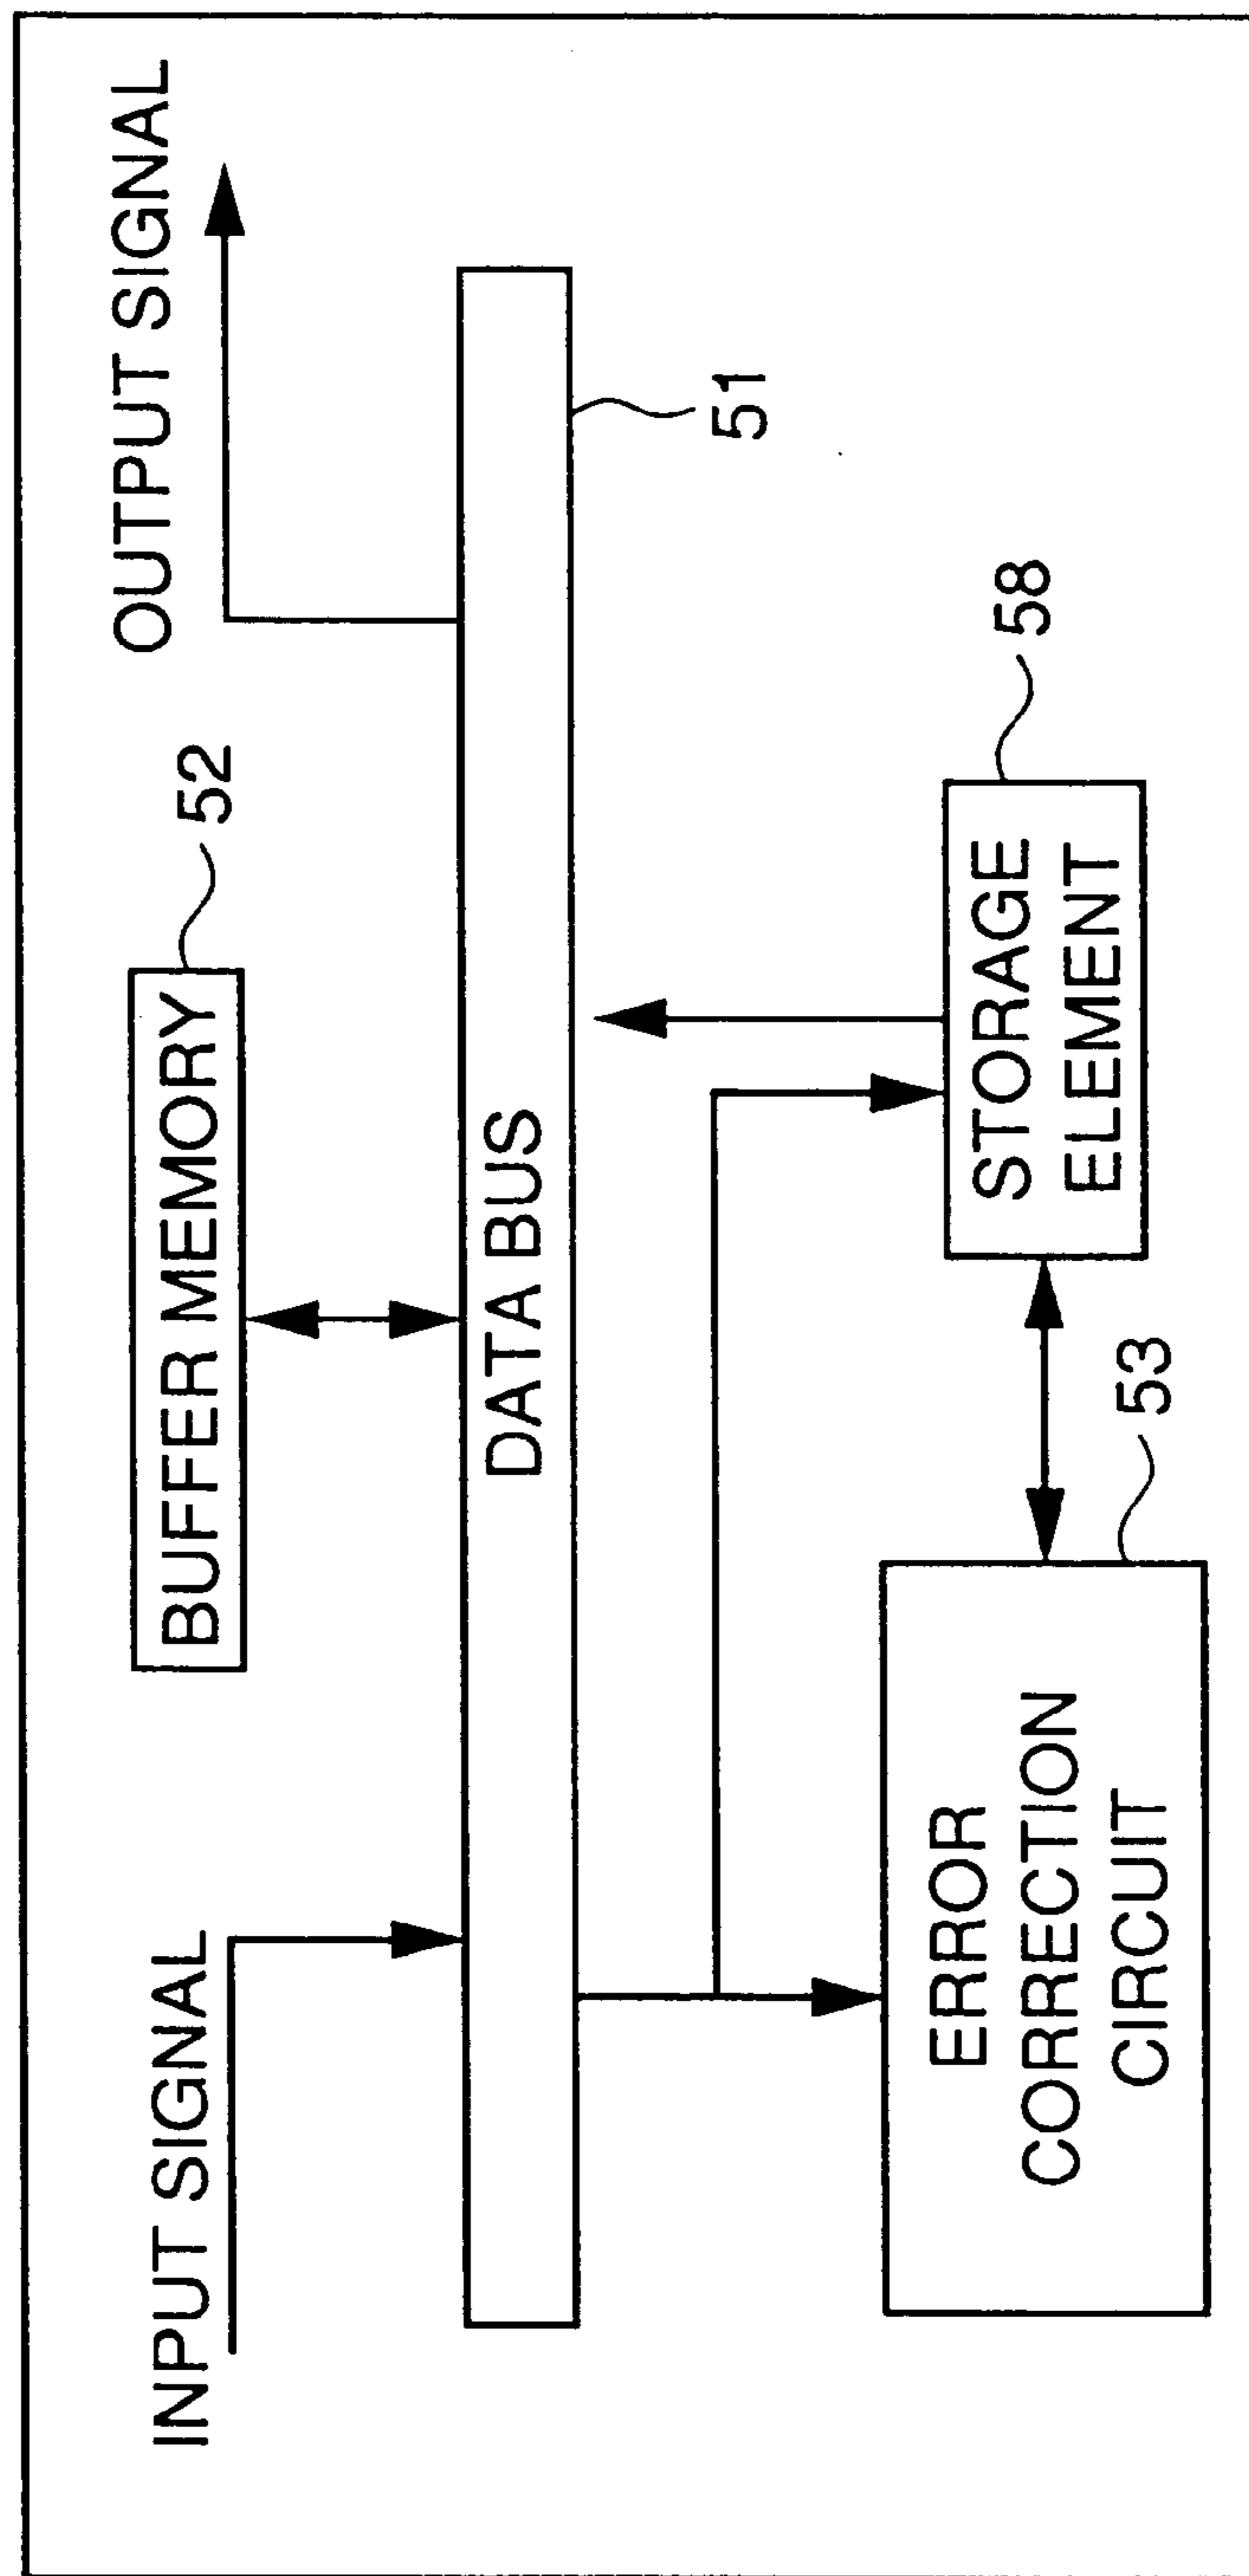 INPUT SIGNAL
BUFFER MEMORY
52
OUTPUT SIGNAL
DATA BUS
51
ERROR
CORRECTION
CIRCUIT
53
STORAGE
ELEMENT
58